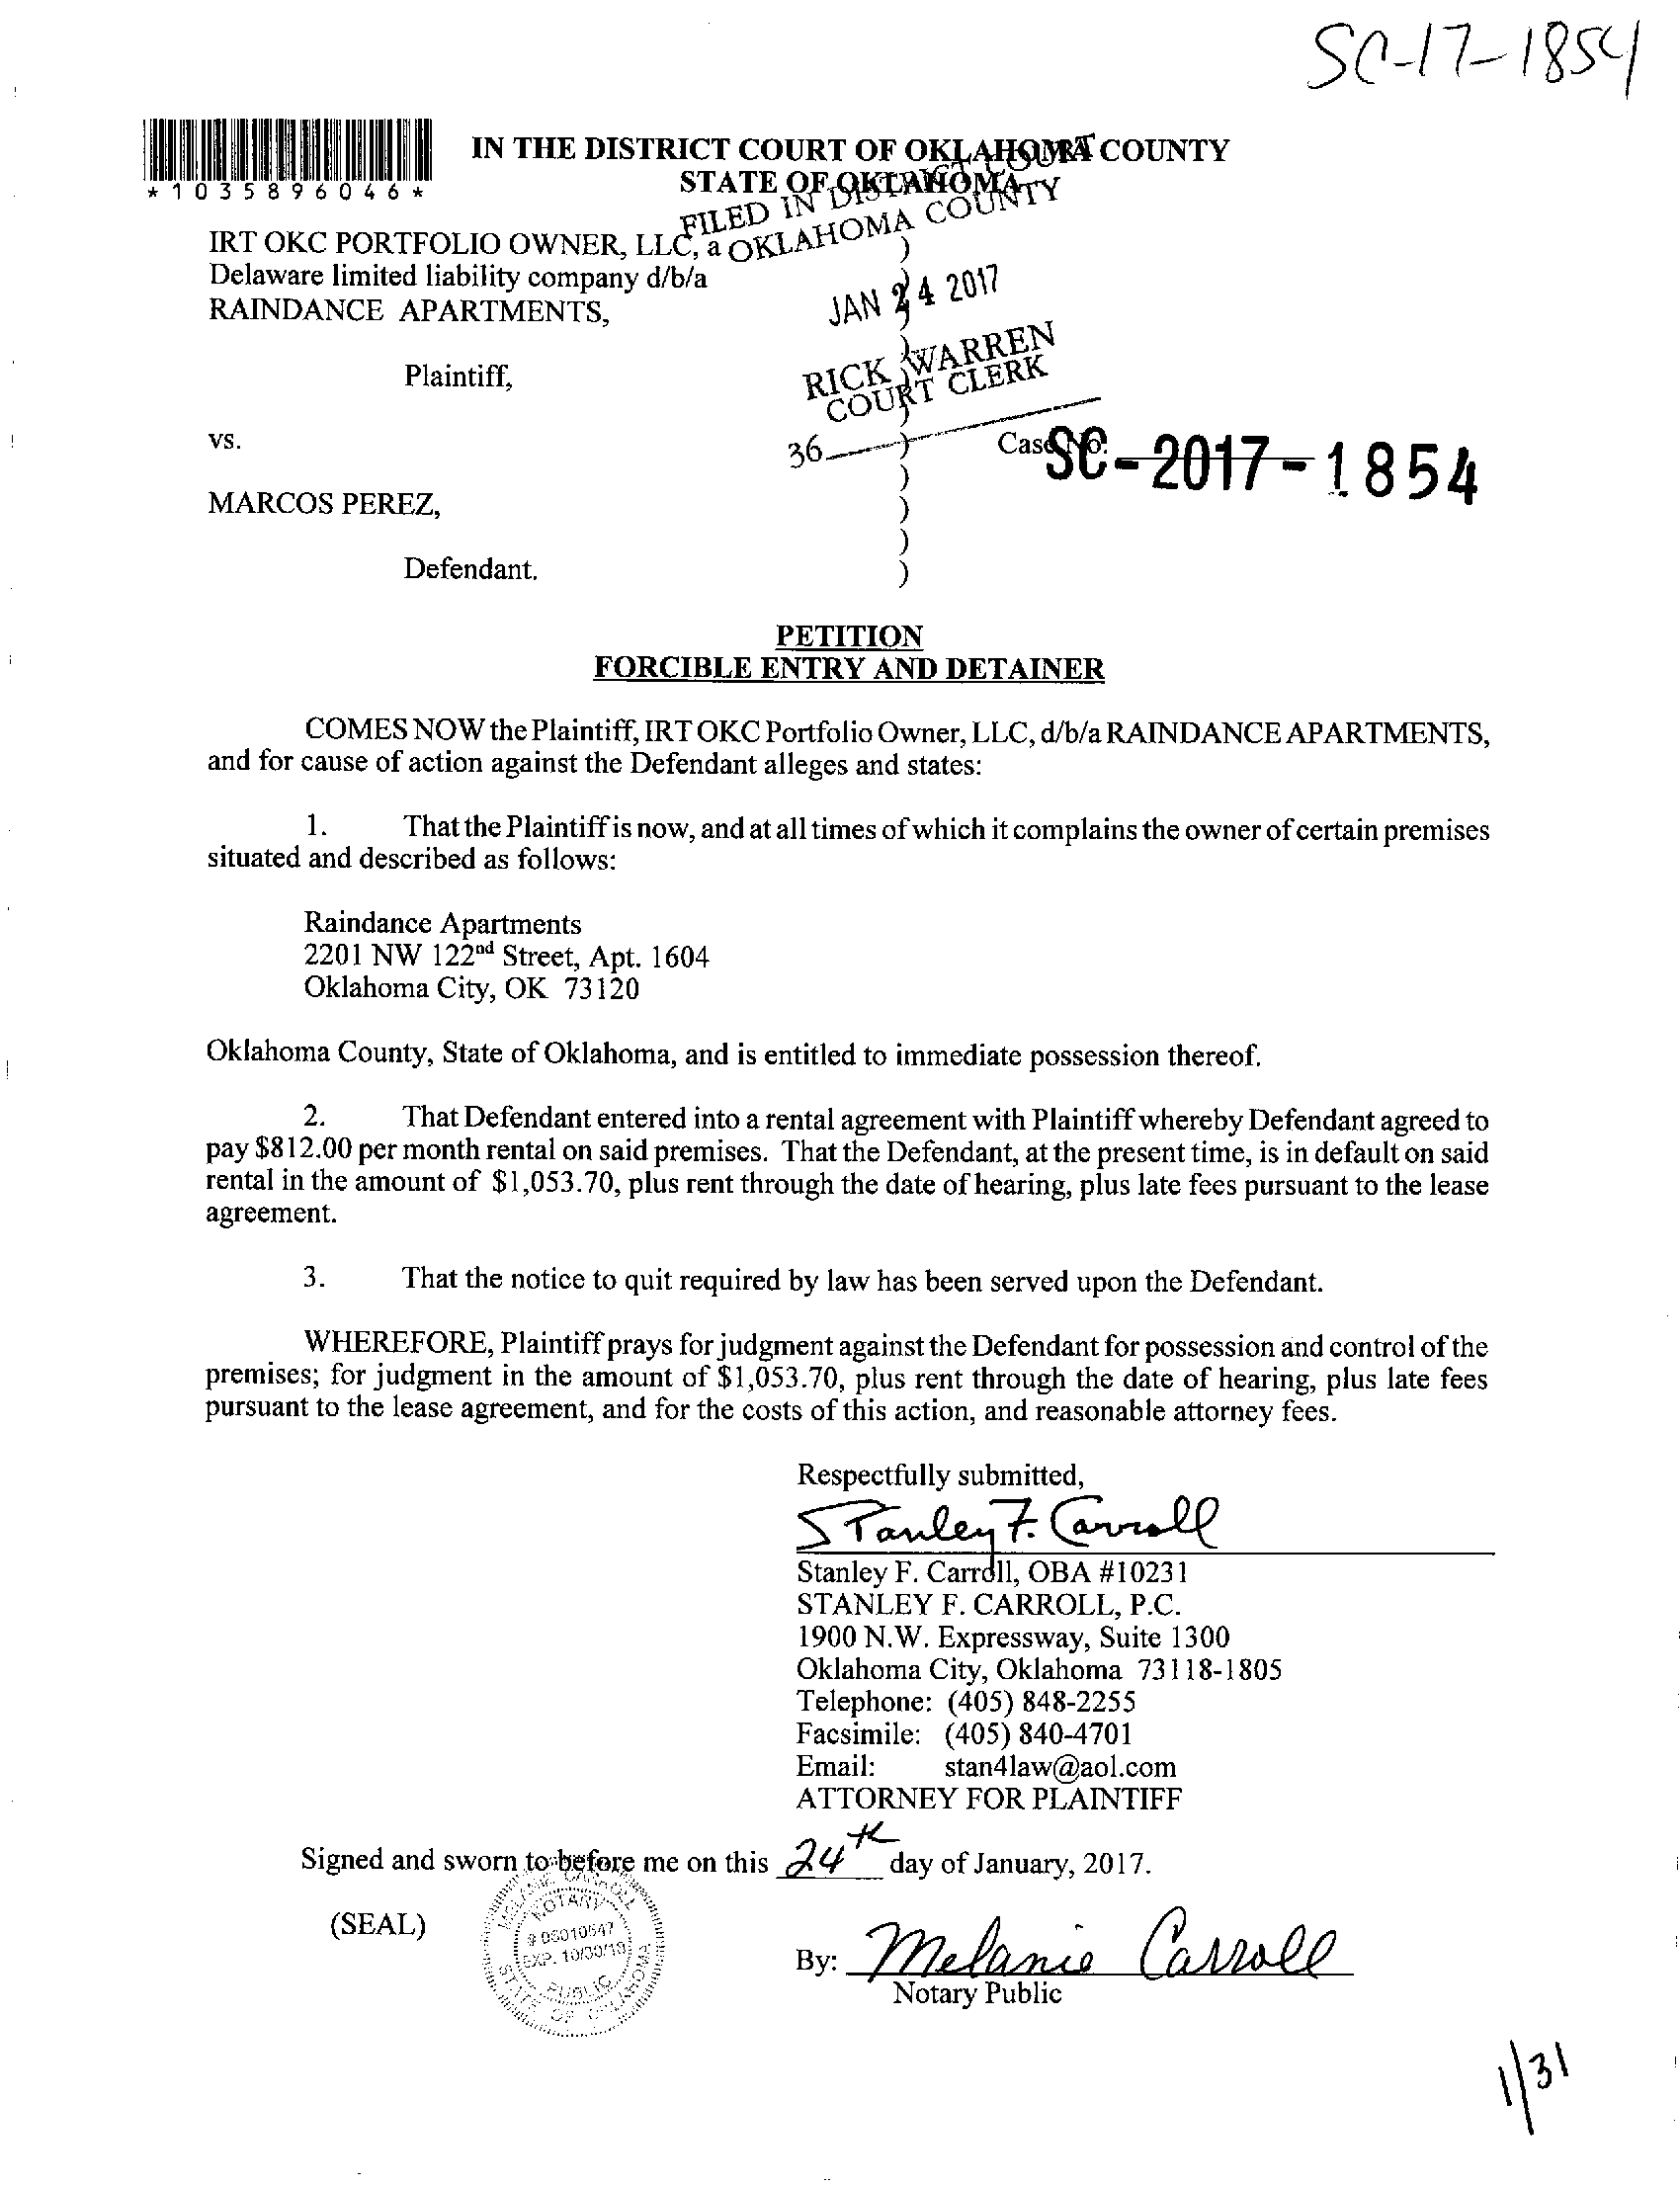 SC-17-1854
*1035896046*
IN THE DISTRICT COURT OF OKLAHOMA COUNTY
STATE OF OKLAHOMA
FILED IN DISTRICT COURT
OKLAHOMA COUNTY
JAN 24 2017
RICK WARREN
COURT CLERK
36
IRT OKC PORTFOLIO OWNER, LLC, a
Delaware limited liability company d/b/a
RAINDANCE APARTMENTS,
Plaintiff,
vs.
Case No. SC-2017-1854
MARCOS PEREZ,
Defendant.
)
)
)
)
)
)
)
)
)
)
)
PETITION
FORCIBLE ENTRY AND DETAINER
COMES NOW the Plaintiff, IRT OKC Portfolio Owner, LLC, d/b/a RAINDANCE APARTMENTS,
and for cause of action against the Defendant alleges and states:
1. That the Plaintiff is now, and at all times of which it complains the owner of certain premises
situated and described as follows:
Raindance Apartments
2201 NW 122nd Street, Apt. 1604
Oklahoma City, OK 73120
Oklahoma County, State of Oklahoma, and is entitled to immediate possession thereof.
2. That Defendant entered into a rental agreement with Plaintiff whereby Defendant agreed to
pay $812.00 per month rental on said premises. That the Defendant, at the present time, is in default on said
rental in the amount of $1,053.70, plus rent through the date of hearing, plus late fees pursuant to the lease
agreement.
3. That the notice to quit required by law has been served upon the Defendant.
WHEREFORE, Plaintiff prays for judgment against the Defendant for possession and control of the
premises; for judgment in the amount of $1,053.70, plus rent through the date of hearing, plus late fees
pursuant to the lease agreement, and for the costs of this action, and reasonable attorney fees.
Respectfully submitted,
Stanley F. Carroll
Stanley F. Carroll, OBA #10231
STANLEY F. CARROLL, P.C.
1900 N.W. Expressway, Suite 1300
Oklahoma City, Oklahoma 73118-1805
Telephone: (405) 848-2255
Facsimile: (405) 840-4701
Email: stan4law@aol.com
ATTORNEY FOR PLAINTIFF
Signed and sworn to before me on this 24th day of January, 2017.
(SEAL)
MELANIE CARROLL
NOTARY
EXP. 10/30/
PUBLIC
STATE OF
By: Melanie Carroll
Notary Public
1/31